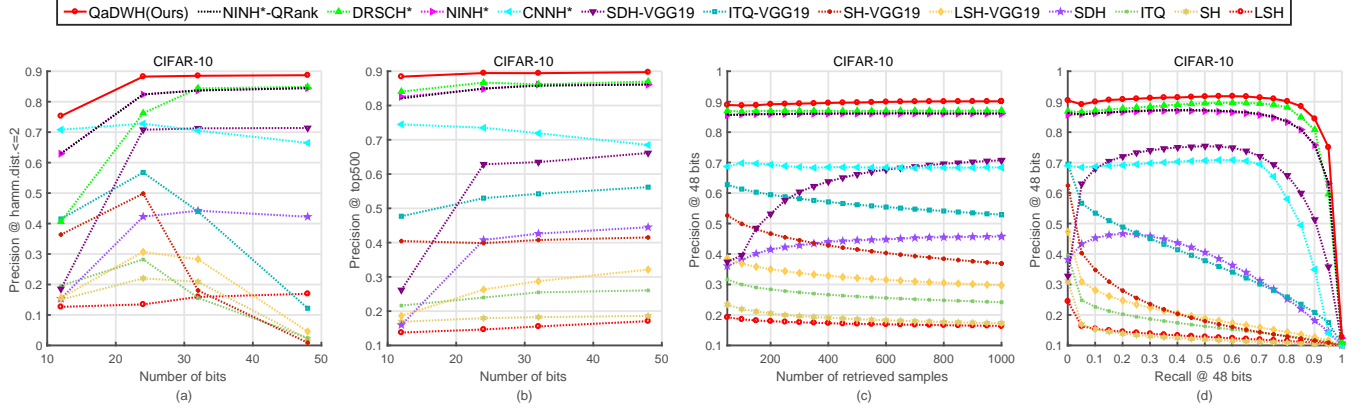 QaDWH(Ours) NINH*-QRank DRSCH* NINH* CNNH* SDH-VGG19 ITQ-VGG19 SH-VGG19 LSH-VGG19 SDH ITQ SH LSH
CIFAR-10
Precision @ hamm.dist.<=2
0.9
0.8
0.7
0.6
0.5
0.4
0.3
0.2
0.1
0
10 20 30 40 50
Number of bits
(a)
CIFAR-10
Precision @ top500
0.9
0.8
0.7
0.6
0.5
0.4
0.3
0.2
0.1
10 20 30 40 50
Number of bits
(b)
CIFAR-10
Precision @ 48 bits
1
0.9
0.8
0.7
0.6
0.5
0.4
0.3
0.2
0.1
200 400 600 800 1000
Number of retrieved samples
(c)
CIFAR-10
Precision @ 48 bits
1
0.9
0.8
0.7
0.6
0.5
0.4
0.3
0.2
0.1
0 0.1 0.2 0.3 0.4 0.5 0.6 0.7 0.8 0.9 1
Recall @ 48 bits
(d)